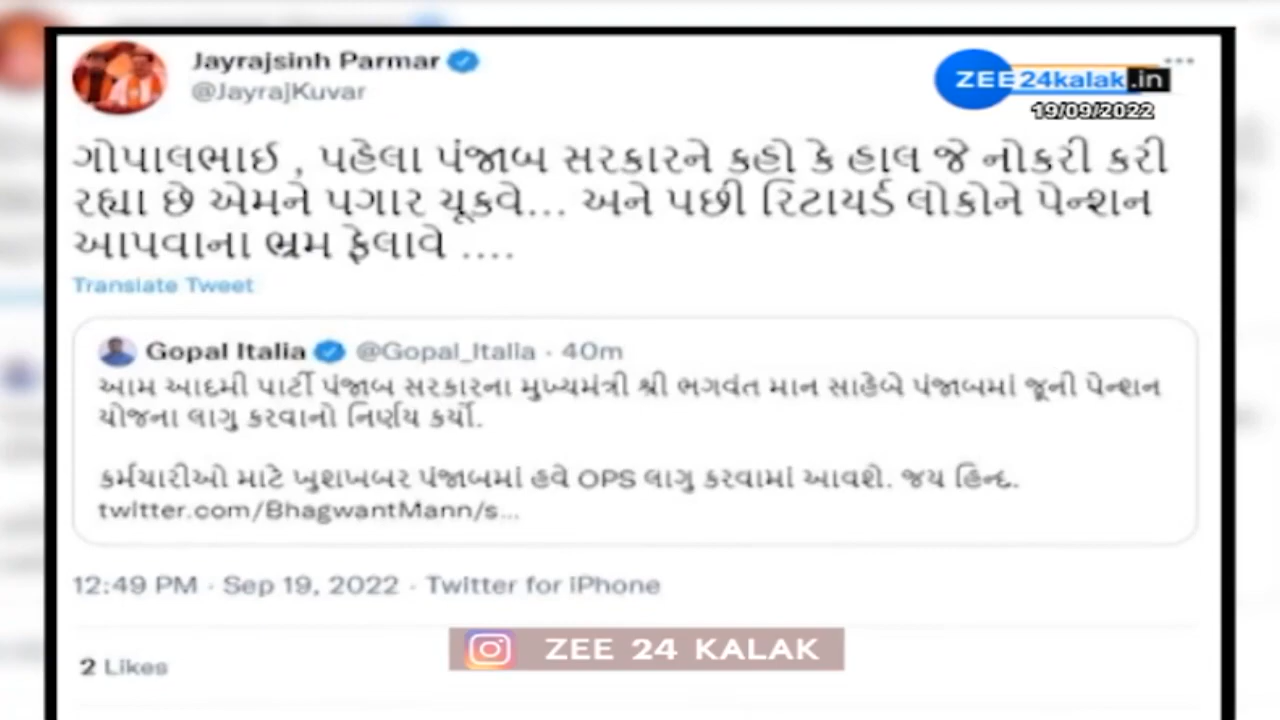 Jayrajsinh Parmar
@JayrajKuvar
ZEE24kalak.in
19/09/2022
ગોપાલભાઈ , પહેલા પંજાબ સરકારને કહો કે હાલ જે નોકરી કરી
રહ્યા છે એમને પગાર ચૂકવે... અને પછી રિટાયર્ડ લોકોને પેન્શન
આપવાના ભ્રમ ફેલાવે ....
Translate Tweet
Gopal Italia @Gopal_Italia · 40m
આમ આદમી પાર્ટી પંજાબ સરકારના મુખ્યમંત્રી શ્રી ભગવંત માન સાહેબે પંજાબમાં જૂની પેન્શન
યોજના લાગુ કરવાનો નિર્ણય કર્યો.
કર્મચારીઓ માટે ખુશખબર પંજાબમાં હવે OPS લાગુ કરવામાં આવશે. જય હિન્દ.
twitter.com/BhagwantMann/s...
12:49 PM · Sep 19, 2022 · Twitter for iPhone
ZEE 24 KALAK
2 Likes